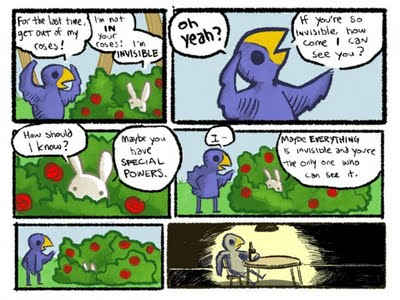 For the last time,
get out of my
roses!
I'm not
IN
your
roses! I'm
INVISIBLE
oh
yeah?
If you're so
invisible, how
come I can
see you?
How should
I know?
Maybe you
have
SPECIAL
POWERS.
I-
Maybe EVERYTHING
is invisible and you're
the only one who
can see it.